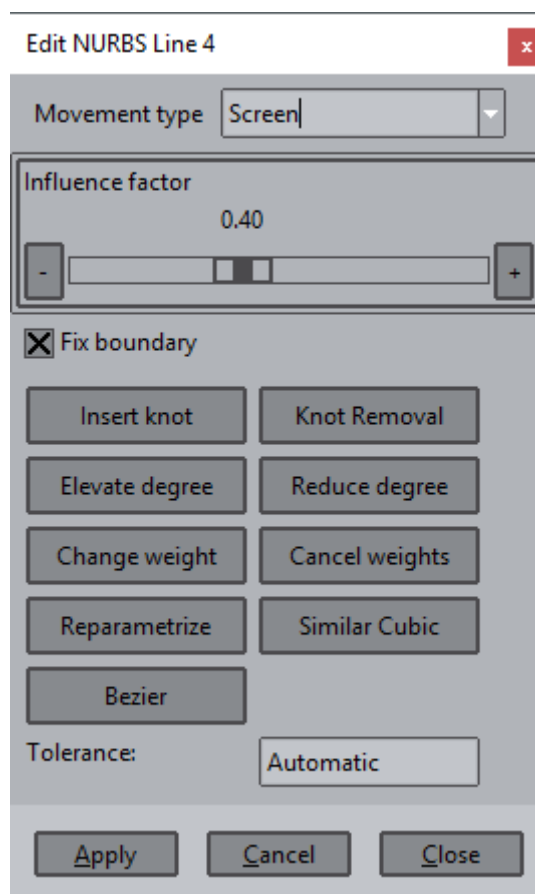 Edit NURBS Line 4
x
Movement type Screen
Influence factor
0.40
- +
Fix boundary
Insert knot Knot Removal
Elevate degree Reduce degree
Change weight Cancel weights
Reparametrize Similar Cubic
Bezier
Tolerance: Automatic
Apply Cancel Close